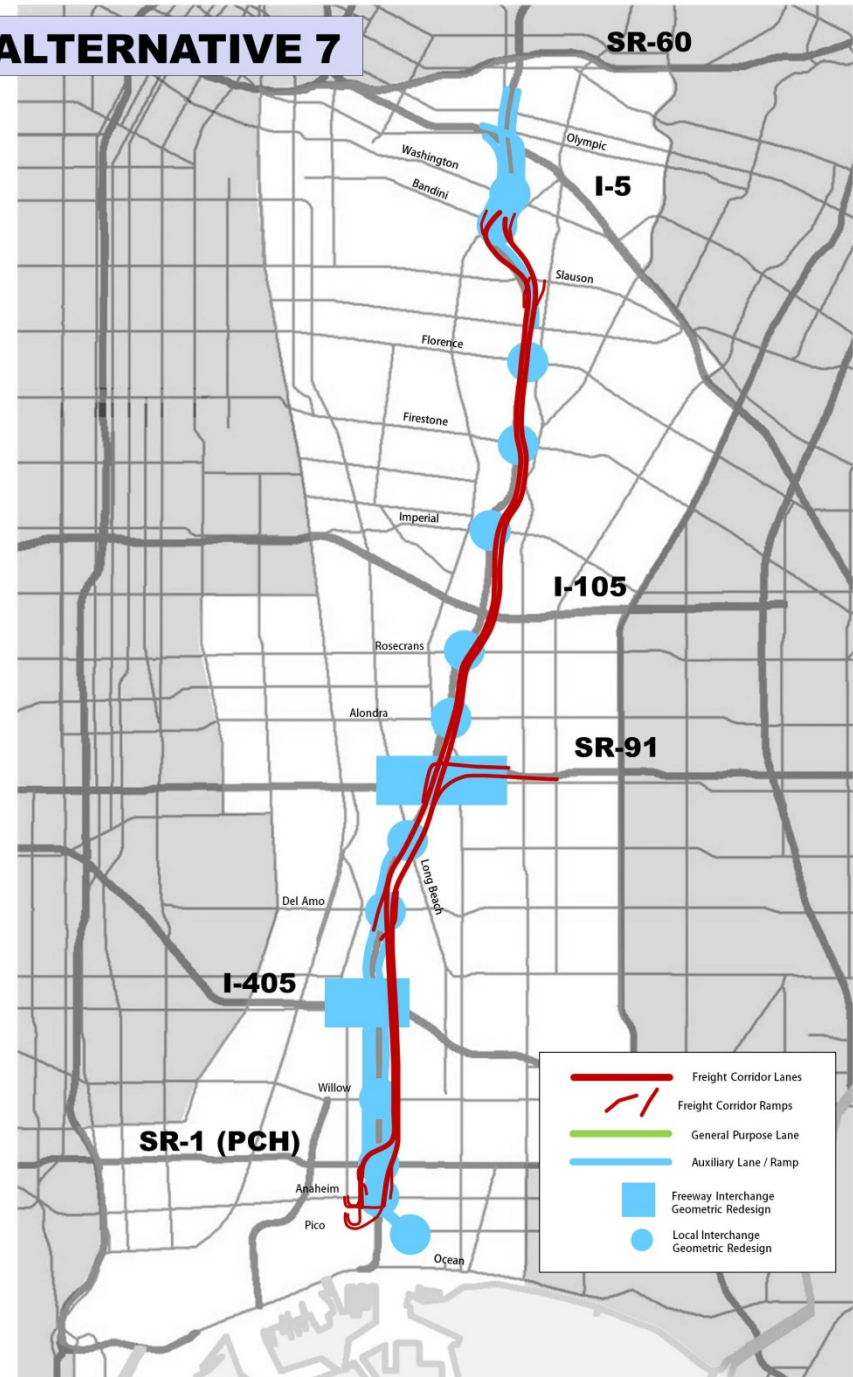 ALTERNATIVE 7
SR-60
Olympic
Washington
I-5
Bandini
Slauson
Florence
Firestone
Imperial
I-105
Rosecrans
Alondra
SR-91
Long Beach
Del Amo
I-405
Willow
SR-1 (PCH)
Anaheim
Pico
Ocean
Freight Corridor Lanes
Freight Corridor Ramps
General Purpose Lane
Auxiliary Lane / Ramp
Freeway Interchange
Geometric Redesign
Local Interchange
Geometric Redesign